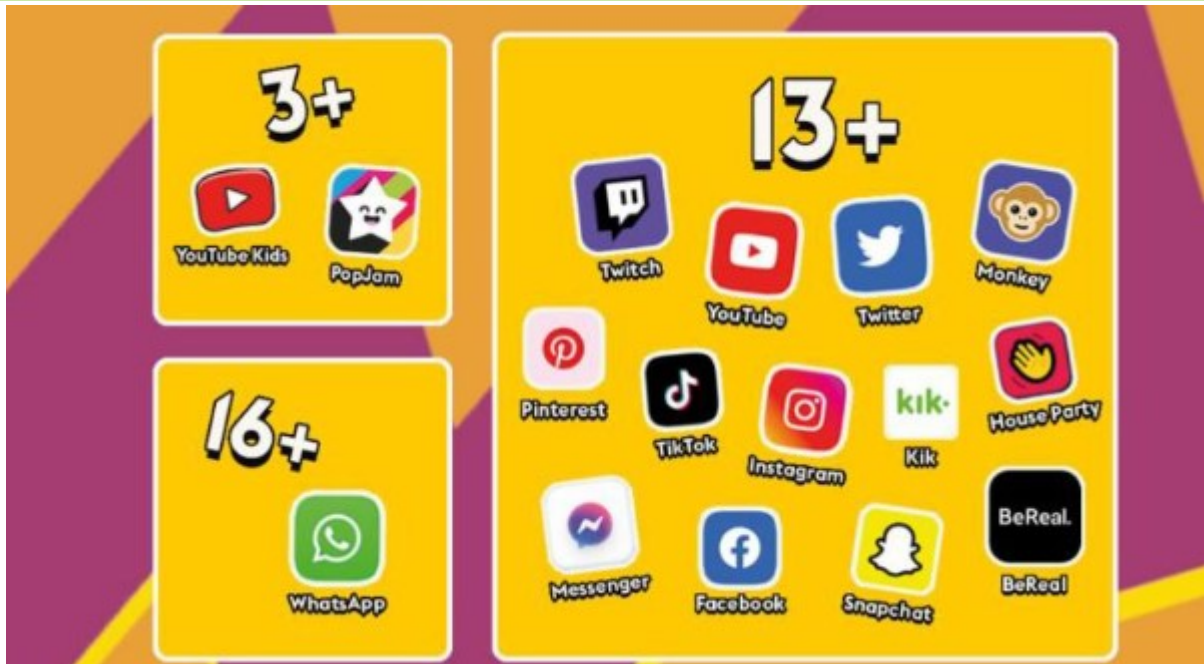 3+
YouTube Kids
PopJam
16+
WhatsApp
13+
Twitch
YouTube
Twitter
Monkey
Pinterest
TikTok
Instagram
kik.
Kik
House Party
Messenger
Facebook
Snapchat
BeReal.
BeReal